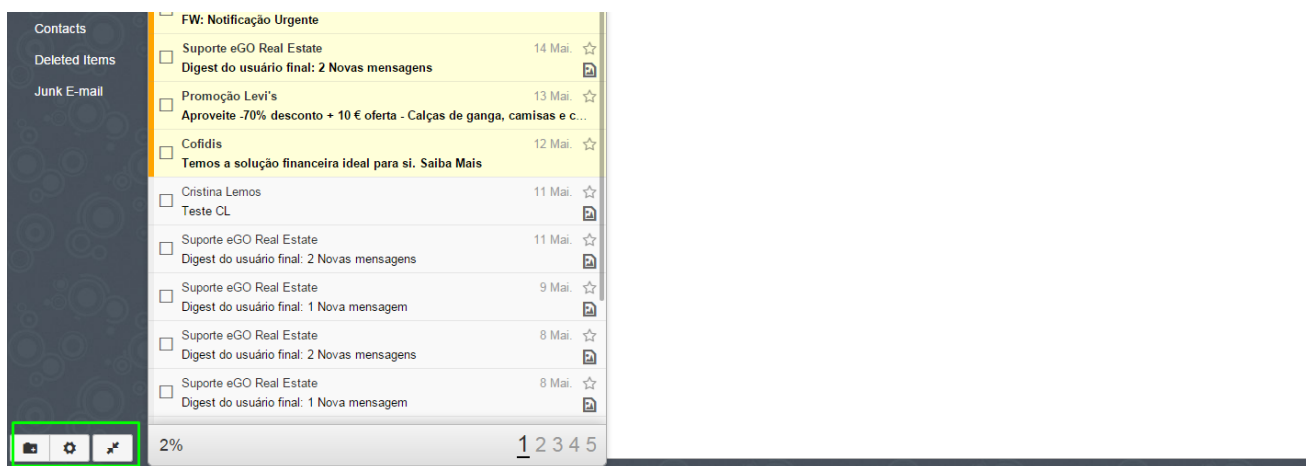 Contacts
Deleted Items
Junk E-mail
FW: Notificação Urgente
Suporte eGO Real Estate 14 Mai.
Digest do usuário final: 2 Novas mensagens
Promoção Levi's 13 Mai.
Aproveite -70% desconto + 10 € oferta - Calças de ganga, camisas e c...
Cofidis 12 Mai.
Temos a solução financeira ideal para si. Saiba Mais
Cristina Lemos 11 Mai.
Teste CL
Suporte eGO Real Estate 11 Mai.
Digest do usuário final: 2 Novas mensagens
Suporte eGO Real Estate 9 Mai.
Digest do usuário final: 1 Nova mensagem
Suporte eGO Real Estate 8 Mai.
Digest do usuário final: 2 Novas mensagens
Suporte eGO Real Estate 8 Mai.
Digest do usuário final: 1 Nova mensagem
2% 1 2 3 4 5